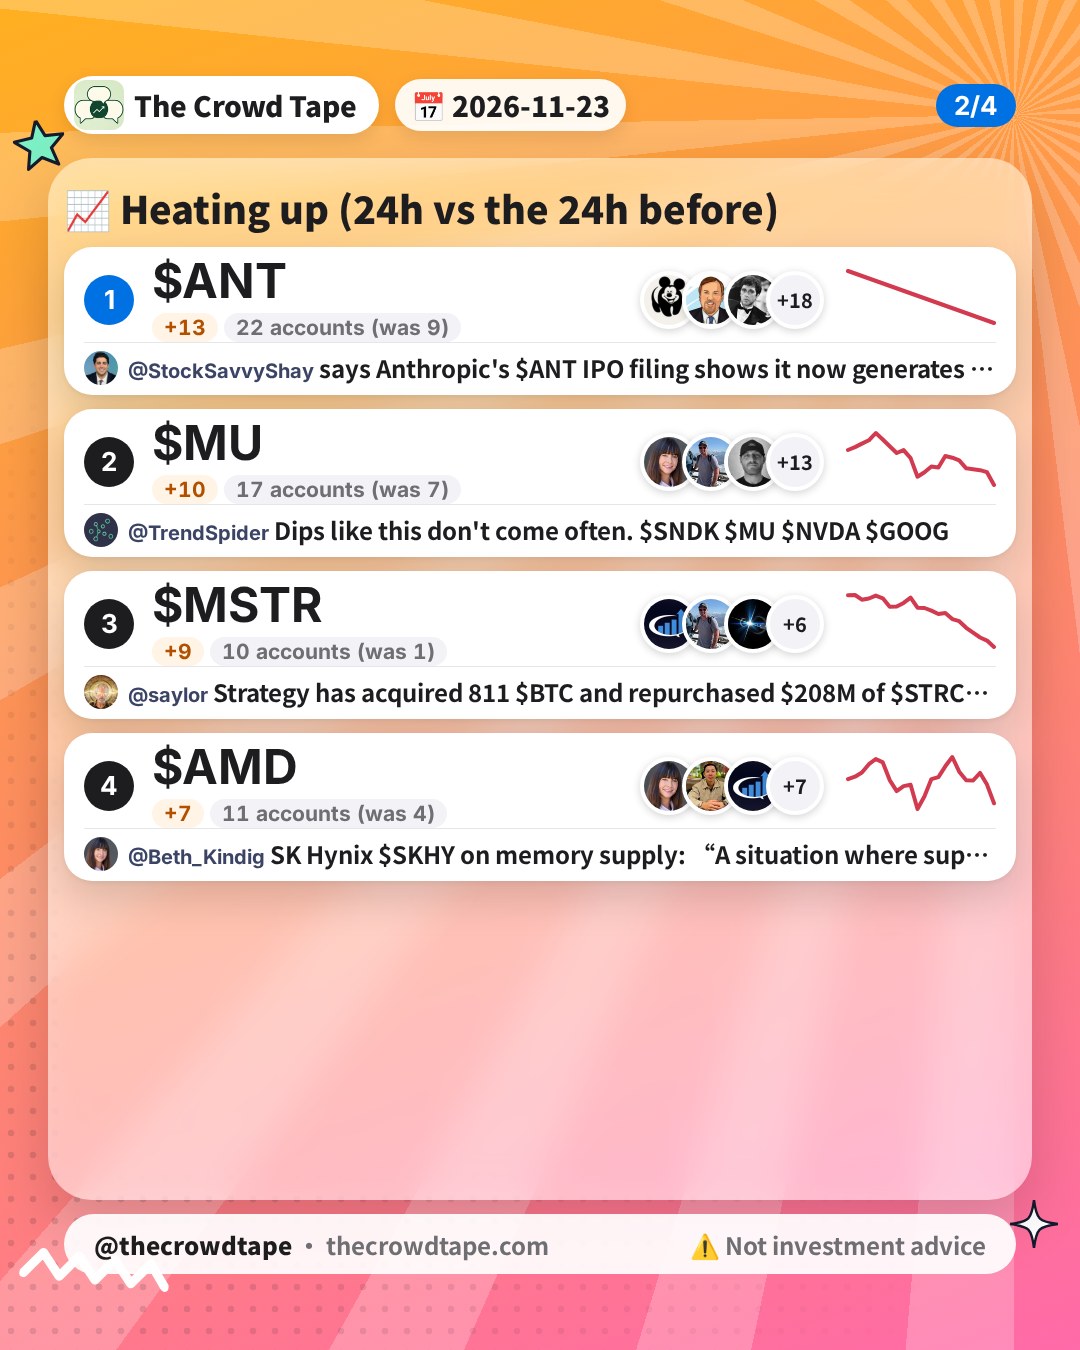 The Crowd Tape
📅 2026-11-23
2/4
📈 Heating up (24h vs the 24h before)
1
$ANT
+13
22 accounts (was 9)
+18
@StockSavvyShay says Anthropic's $ANT IPO filing shows it now generates ⋯
2
$MU
+10
17 accounts (was 7)
+13
@TrendSpider Dips like this don't come often. $SNDK $MU $NVDA $GOOG
3
$MSTR
+9
10 accounts (was 1)
+6
@saylor Strategy has acquired 811 $BTC and repurchased $208M of $STRC⋯
4
$AMD
+7
11 accounts (was 4)
+7
@Beth_Kindig SK Hynix $SKHY on memory supply: “A situation where sup⋯
@thecrowdtape • thecrowdtape.com
⚠️ Not investment advice